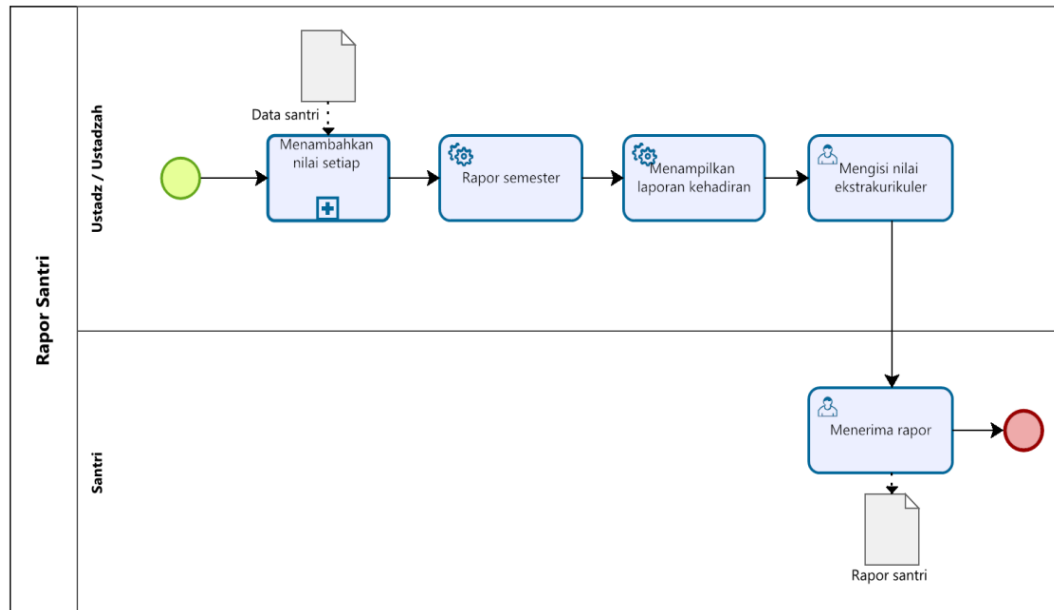 Rapor Santri
Ustadz / Ustadzah
Data santri
Menambahkan
nilai setiap
Rapor semester
Menampilkan
laporan kehadiran
Mengisi nilai
ekstrakurikuler
Santri
Menerima rapor
Rapor santri